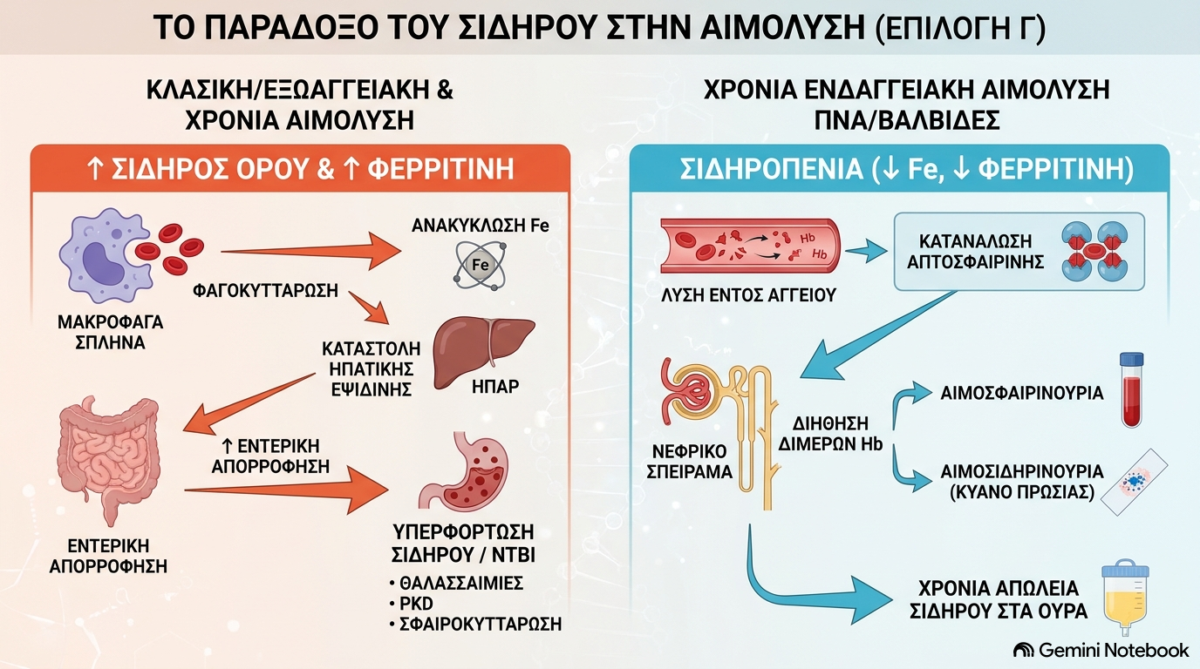 ΤΟ ΠΑΡΑΔΟΞΟ ΤΟΥ ΣΙΔΗΡΟΥ ΣΤΗΝ ΑΙΜΟΛΥΣΗ (ΕΠΙΛΟΓΗ Γ)
ΚΛΑΣΙΚΗ/ΕΞΩΑΓΓΕΙΑΚΗ &
ΧΡΟΝΙΑ ΑΙΜΟΛΥΣΗ
↑ ΣΙΔΗΡΟΣ ΟΡΟΥ & ↑ ΦΕΡΡΙΤΙΝΗ
ΜΑΚΡΟΦΑΓΑ
ΣΠΛΗΝΑ
ΦΑΓΟΚΥΤΤΑΡΩΣΗ
ΑΝΑΚΥΚΛΩΣΗ Fe
Fe
ΚΑΤΑΣΤΟΛΗ
ΗΠΑΤΙΚΗΣ
ΕΨΙΔΙΝΗΣ
ΗΠΑΡ
↑ ΕΝΤΕΡΙΚΗ
ΑΠΟΡΡΟΦΗΣΗ
ΕΝΤΕΡΙΚΗ
ΑΠΟΡΡΟΦΗΣΗ
ΥΠΕΡΦΟΡΤΩΣΗ
ΣΙΔΗΡΟΥ / NTBI
• ΘΑΛΑΣΣΑΙΜΙΕΣ
• PKD
• ΣΦΑΙΡΟΚΥΤΤΑΡΩΣΗ
ΧΡΟΝΙΑ ΕΝΔΑΓΓΕΙΑΚΗ ΑΙΜΟΛΥΣΗ
ΠΝΑ/ΒΑΛΒΙΔΕΣ
ΣΙΔΗΡΟΠΕΝΙΑ (↓ Fe, ↓ ΦΕΡΡΙΤΙΝΗ)
Hb
Hb
ΛΥΣΗ ΕΝΤΟΣ ΑΓΓΕΙΟΥ
ΚΑΤΑΝΑΛΩΣΗ
ΑΠΤΟΣΦΑΙΡΙΝΗΣ
ΝΕΦΡΙΚΟ
ΣΠΕΙΡΑΜΑ
ΔΙΗΘΗΣΗ
ΔΙΜΕΡΩΝ Hb
ΑΙΜΟΣΦΑΙΡΙΝΟΥΡΙΑ
ΑΙΜΟΣΙΔΗΡΙΝΟΥΡΙΑ
(ΚΥΑΝΟ ΠΡΩΣΙΑΣ)
ΧΡΟΝΙΑ ΑΠΩΛΕΙΑ
ΣΙΔΗΡΟΥ ΣΤΑ ΟΥΡΑ
Gemini Notebook